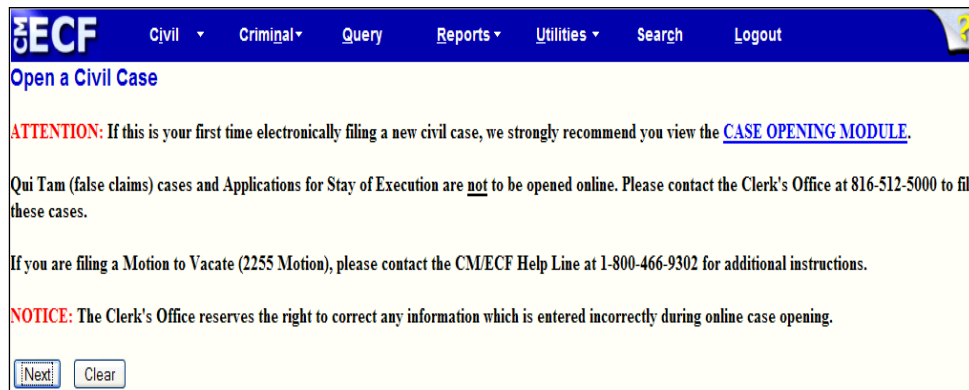 CM ECF Civil Criminal Query Reports Utilities Search Logout ?
Open a Civil Case
ATTENTION: If this is your first time electronically filing a new civil case, we strongly recommend you view the CASE OPENING MODULE.
Qui Tam (false claims) cases and Applications for Stay of Execution are not to be opened online. Please contact the Clerk's Office at 816-512-5000 to fil
these cases.
If you are filing a Motion to Vacate (2255 Motion), please contact the CM/ECF Help Line at 1-800-466-9302 for additional instructions.
NOTICE: The Clerk's Office reserves the right to correct any information which is entered incorrectly during online case opening.
Next Clear